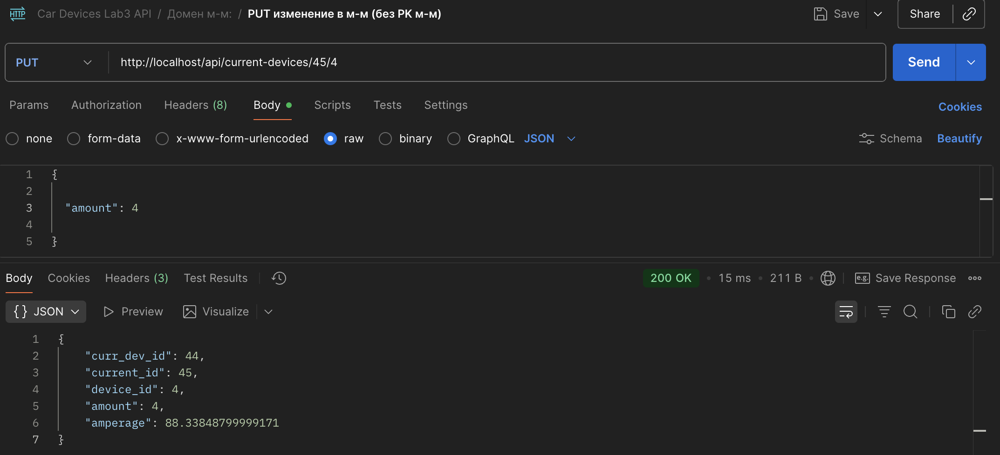 HTTP Car Devices Lab3 API / Домен м-м: / PUT изменение в м-м (без PK м-м) Save Share
PUT http://localhost/api/current-devices/45/4 Send
Params Authorization Headers (8) Body Scripts Tests Settings Cookies
none form-data x-www-form-urlencoded raw binary GraphQL JSON Schema Beautify
1 {
2
3 "amount": 4
4
5 }
Body Cookies Headers (3) Test Results 200 OK • 15 ms • 211 B • e.g. Save Response
{} JSON Preview Visualize
1 {
2 "curr_dev_id": 44,
3 "current_id": 45,
4 "device_id": 4,
5 "amount": 4,
6 "amperage": 88.33848799999171
7 }